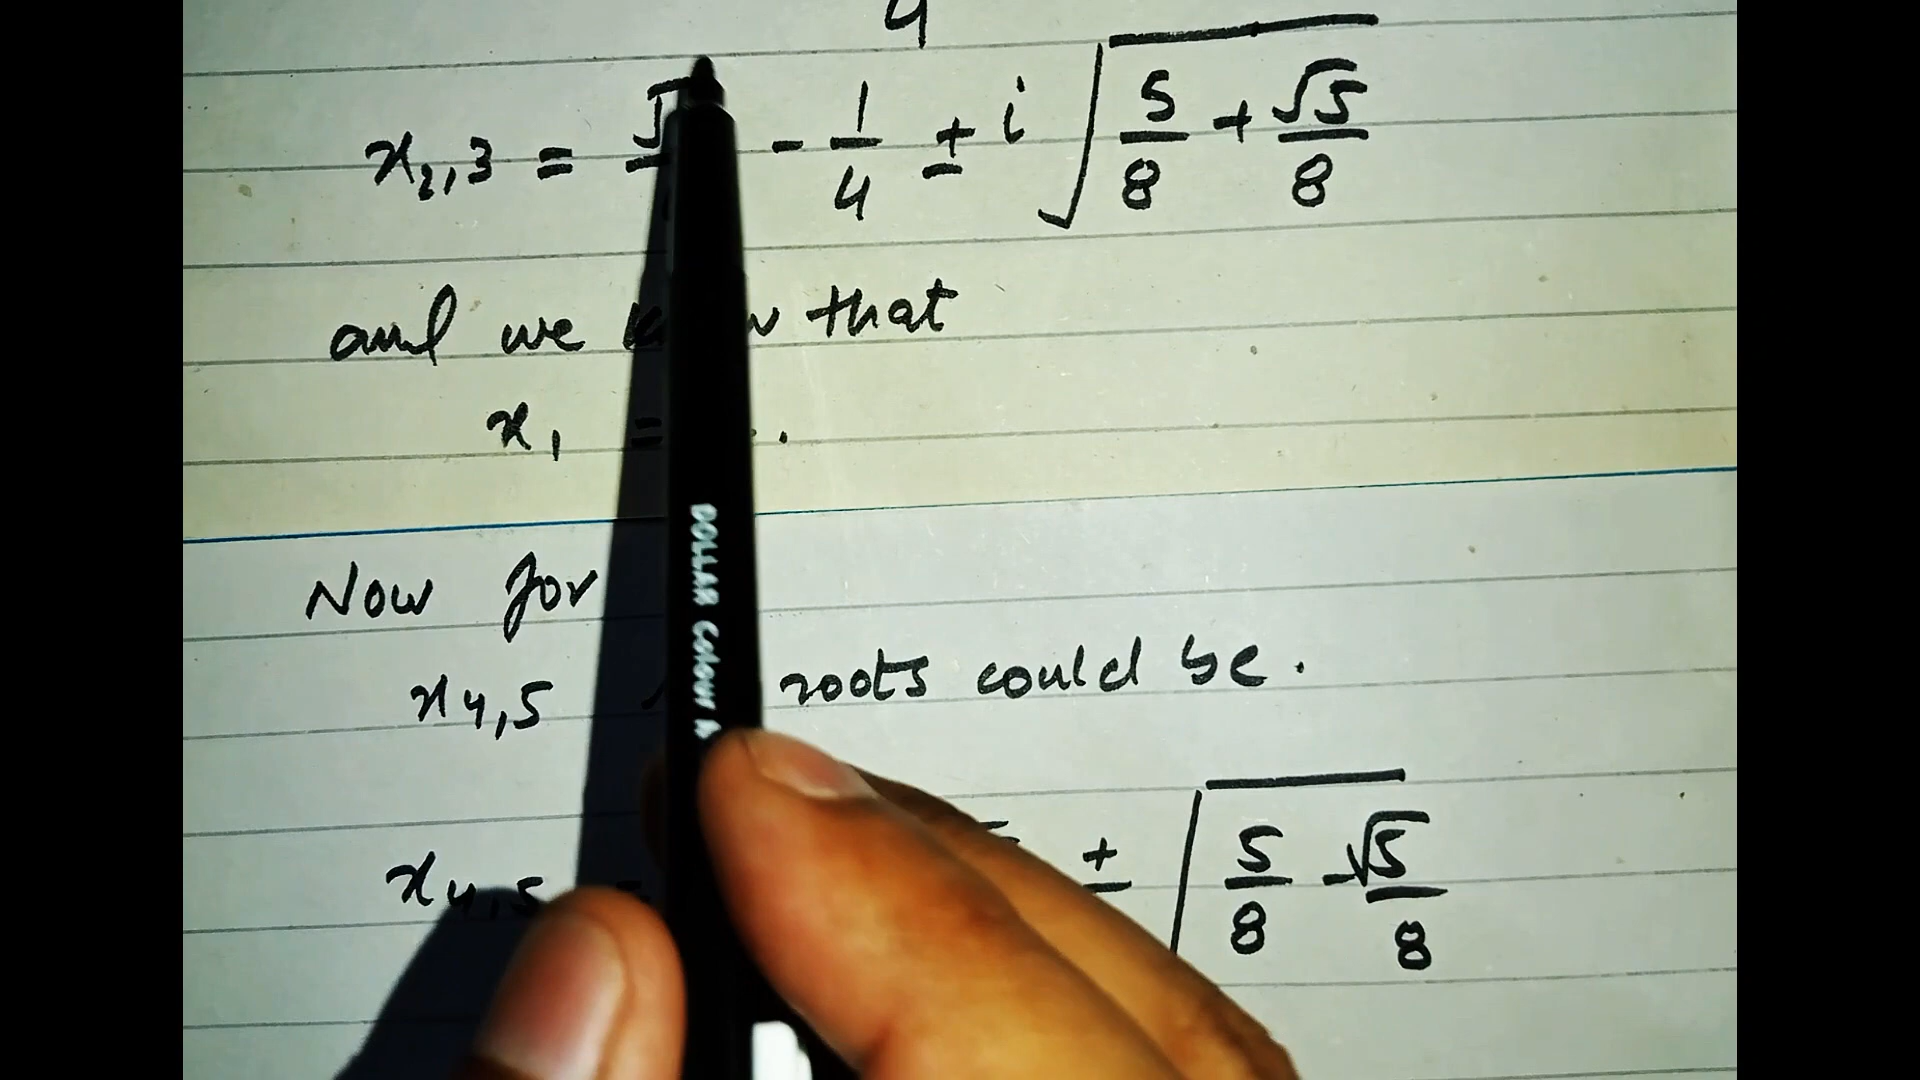 4
x₂,₃ = √ - 1/4 ± i √(5/8 + √5/8)
and we that
x₁ = .
Now for
x₄,₅ roots could be.
x₄,₅ = ± √(5/8 - √5/8)
DOLLAR Colour